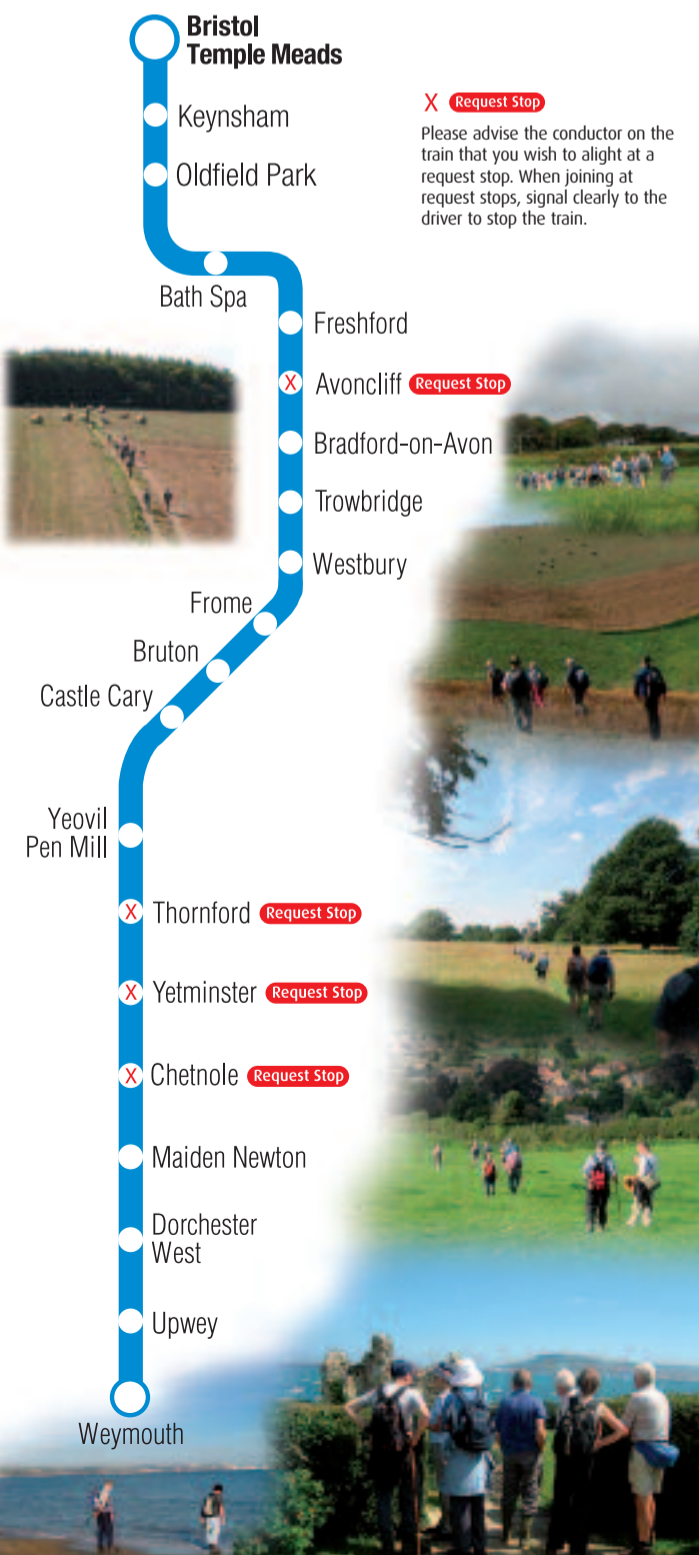 Bristol
Temple Meads
Keynsham
X Request Stop
Please advise the conductor on the
train that you wish to alight at a
request stop. When joining at
request stops, signal clearly to the
driver to stop the train.
Oldfield Park
Bath Spa
Freshford
X Avoncliff Request Stop
Bradford-on-Avon
Trowbridge
Westbury
Frome
Bruton
Castle Cary
Yeovil
Pen Mill
X Thornford Request Stop
X Yetminster Request Stop
X Chetnole Request Stop
Maiden Newton
Dorchester
West
Upwey
Weymouth